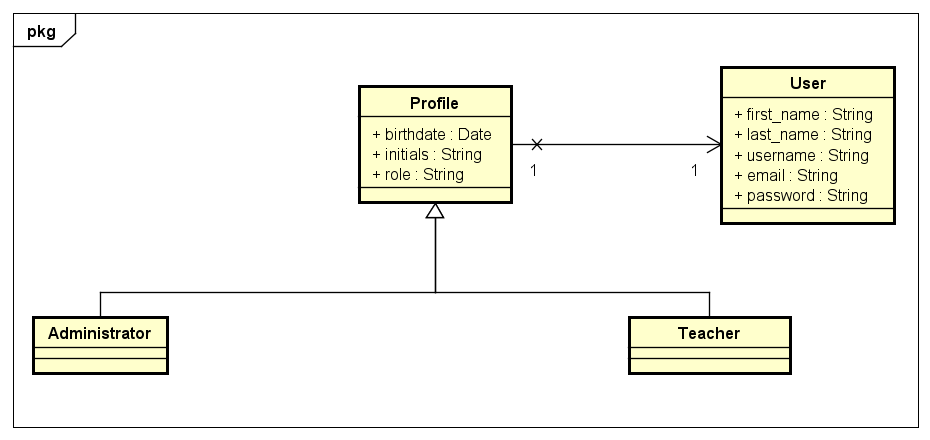 pkg
Profile
+ birthdate : Date
+ initials : String
+ role : String
1
1
User
+ first_name : String
+ last_name : String
+ username : String
+ email : String
+ password : String
Administrator
Teacher